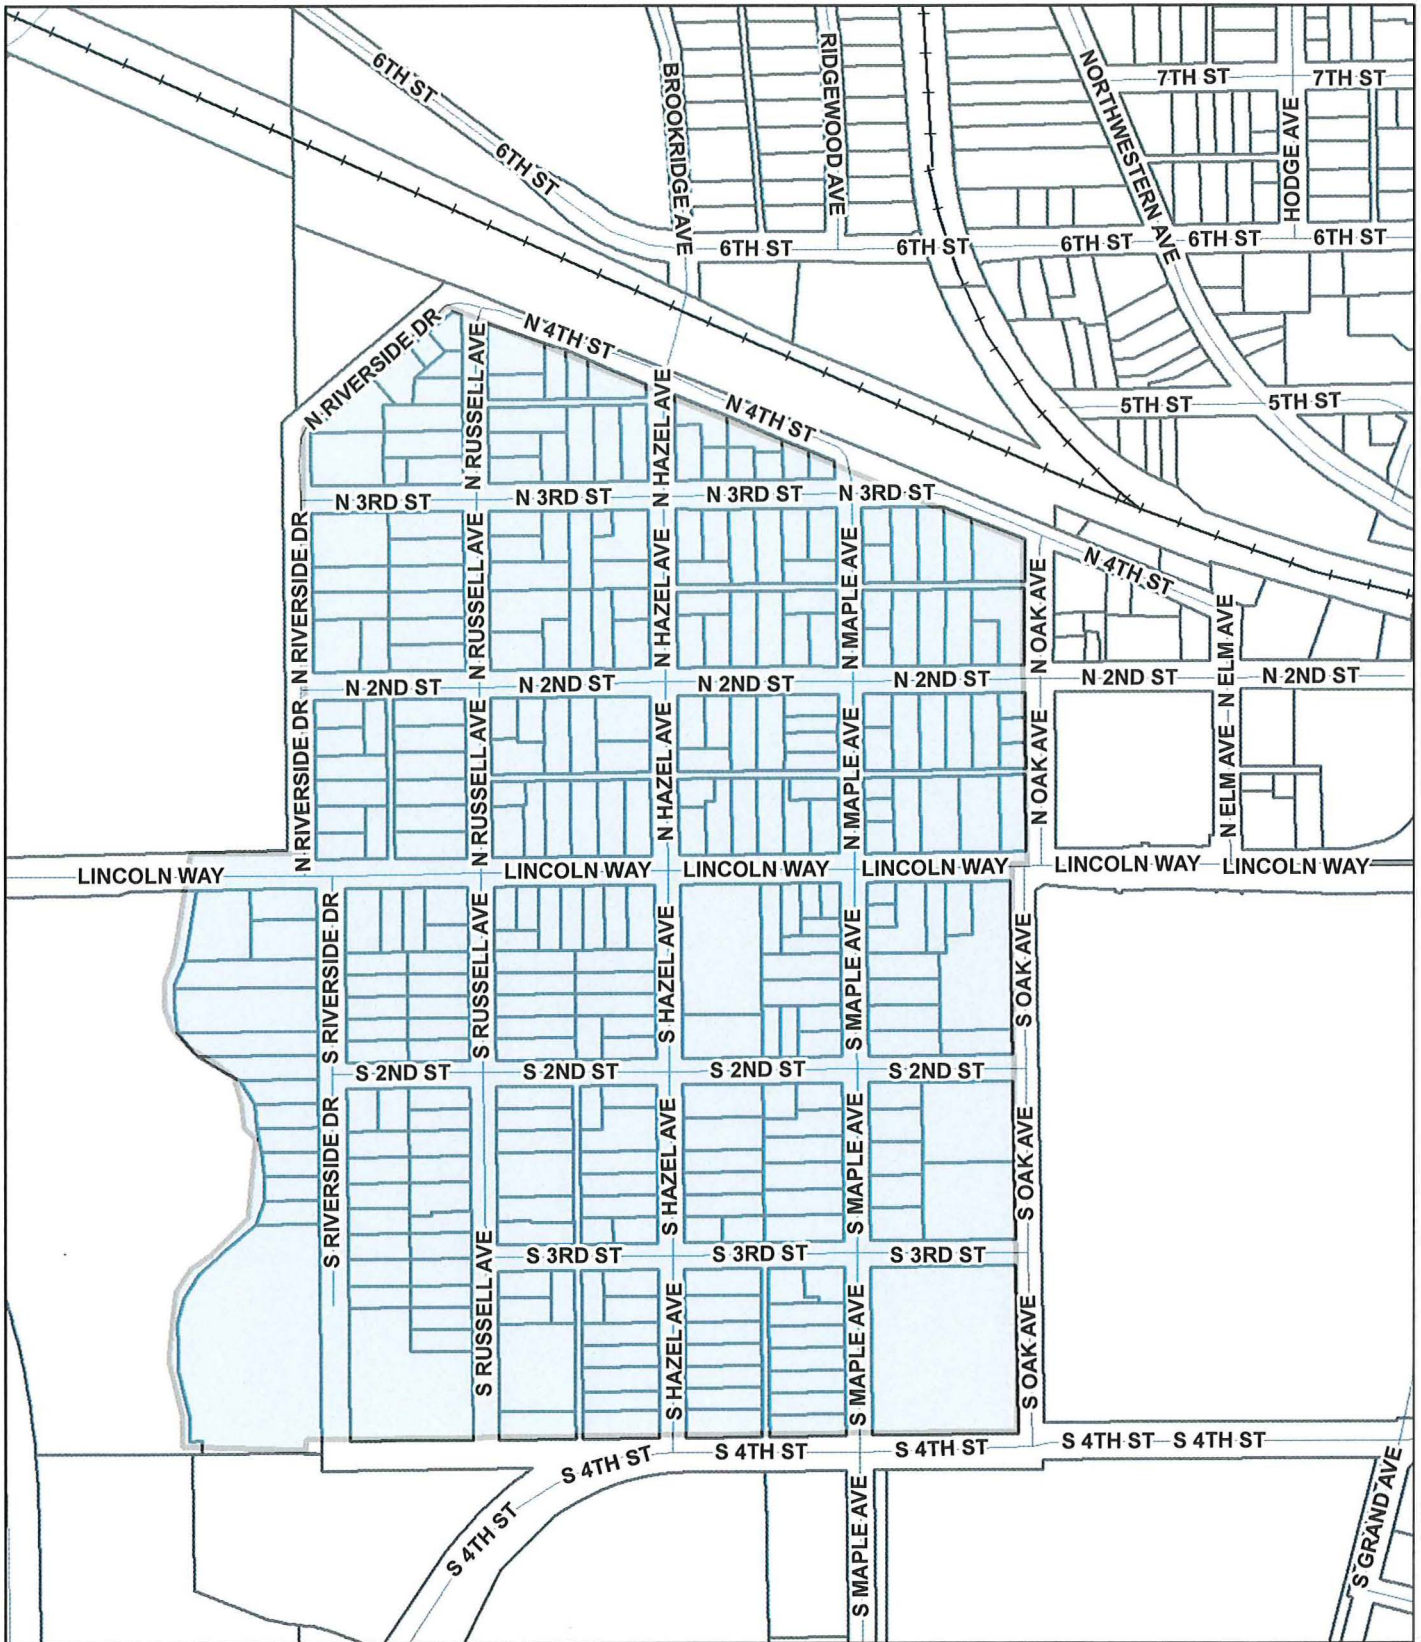 6TH ST
BROOKRIDGE AVE
RIDGEWOOD AVE
NORTHWESTERN AVE
7TH ST
7TH ST
HODGE AVE
6TH ST
6TH ST
6TH ST
6TH ST
6TH ST
6TH ST
N RIVERSIDE DR
N RUSSELL AVE
N 4TH ST
N HAZEL AVE
N 4TH ST
5TH ST
5TH ST
N 3RD ST
N 3RD ST
N 3RD ST
N 3RD ST
N RIVERSIDE DR
N RUSSELL AVE
N HAZEL AVE
N MAPLE AVE
N OAK AVE
N 4TH ST
N ELM AVE
N 2ND ST
N 2ND ST
N 2ND ST
N 2ND ST
N 2ND ST
N 2ND ST
N RIVERSIDE DR
N RUSSELL AVE
N HAZEL AVE
N MAPLE AVE
N OAK AVE
N ELM AVE
LINCOLN WAY
LINCOLN WAY
LINCOLN WAY
LINCOLN WAY
LINCOLN WAY
LINCOLN WAY
S RIVERSIDE DR
S RUSSELL AVE
S HAZEL AVE
S MAPLE AVE
S OAK AVE
S 2ND ST
S 2ND ST
S 2ND ST
S 2ND ST
S RIVERSIDE DR
S HAZEL AVE
S MAPLE AVE
S OAK AVE
S RUSSELL AVE
S 3RD ST
S 3RD ST
S 3RD ST
S HAZEL AVE
S MAPLE AVE
S OAK AVE
S 4TH ST
S 4TH ST
S 4TH ST
S 4TH ST
S 4TH ST
S 4TH ST
S MAPLE AVE
S GRAND AVE